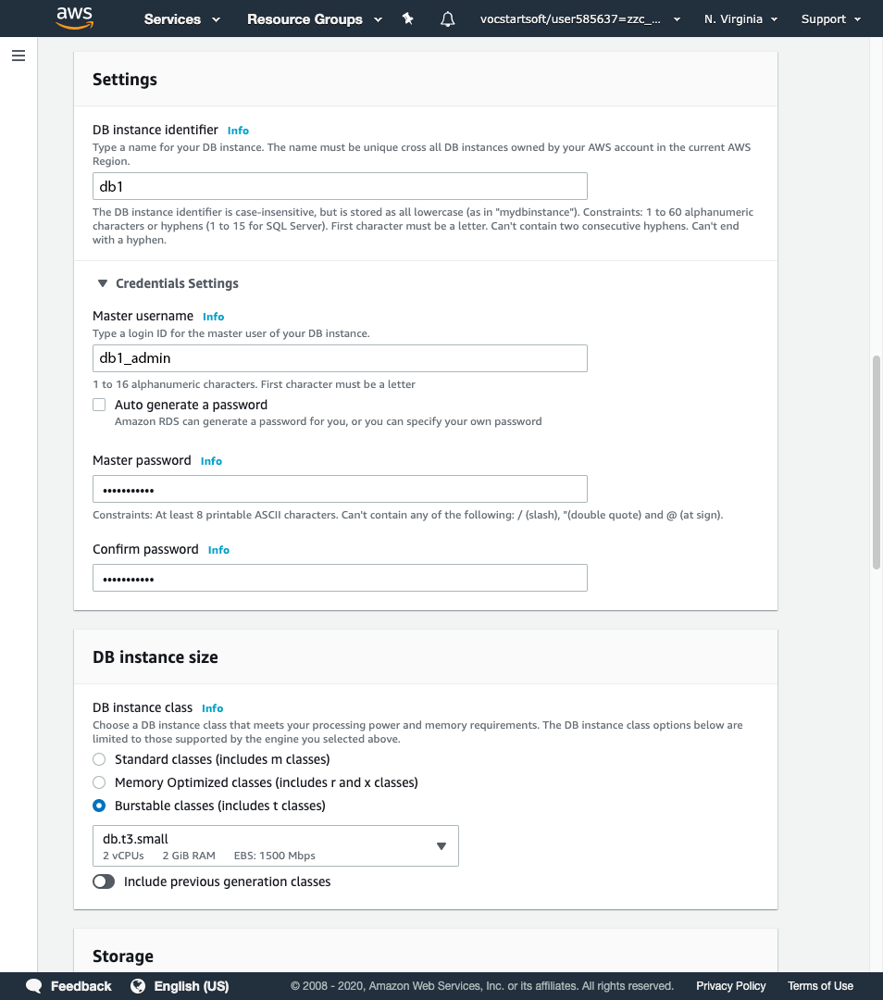 aws
Services
Resource Groups
vocstartsoft/user585637=zzc_...
N. Virginia
Support
Settings
DB instance identifier Info
Type a name for your DB instance. The name must be unique cross all DB instances owned by your AWS account in the current AWS
Region.
db1
The DB instance identifier is case-insensitive, but is stored as all lowercase (as in "mydbinstance"). Constraints: 1 to 60 alphanumeric
characters or hyphens (1 to 15 for SQL Server). First character must be a letter. Can't contain two consecutive hyphens. Can't end
with a hyphen.
Credentials Settings
Master username Info
Type a login ID for the master user of your DB instance.
db1_admin
1 to 16 alphanumeric characters. First character must be a letter
Auto generate a password
Amazon RDS can generate a password for you, or you can specify your own password
Master password Info
•••••••••••
Constraints: At least 8 printable ASCII characters. Can't contain any of the following: / (slash), "(double quote) and @ (at sign).
Confirm password Info
•••••••••••
DB instance size
DB instance class Info
Choose a DB instance class that meets your processing power and memory requirements. The DB instance class options below are
limited to those supported by the engine you selected above.
Standard classes (includes m classes)
Memory Optimized classes (includes r and x classes)
Burstable classes (includes t classes)
db.t3.small
2 vCPUs 2 GiB RAM EBS: 1500 Mbps
Include previous generation classes
Storage
Feedback
English (US)
© 2008 - 2020, Amazon Web Services, Inc. or its affiliates. All rights reserved.
Privacy Policy
Terms of Use